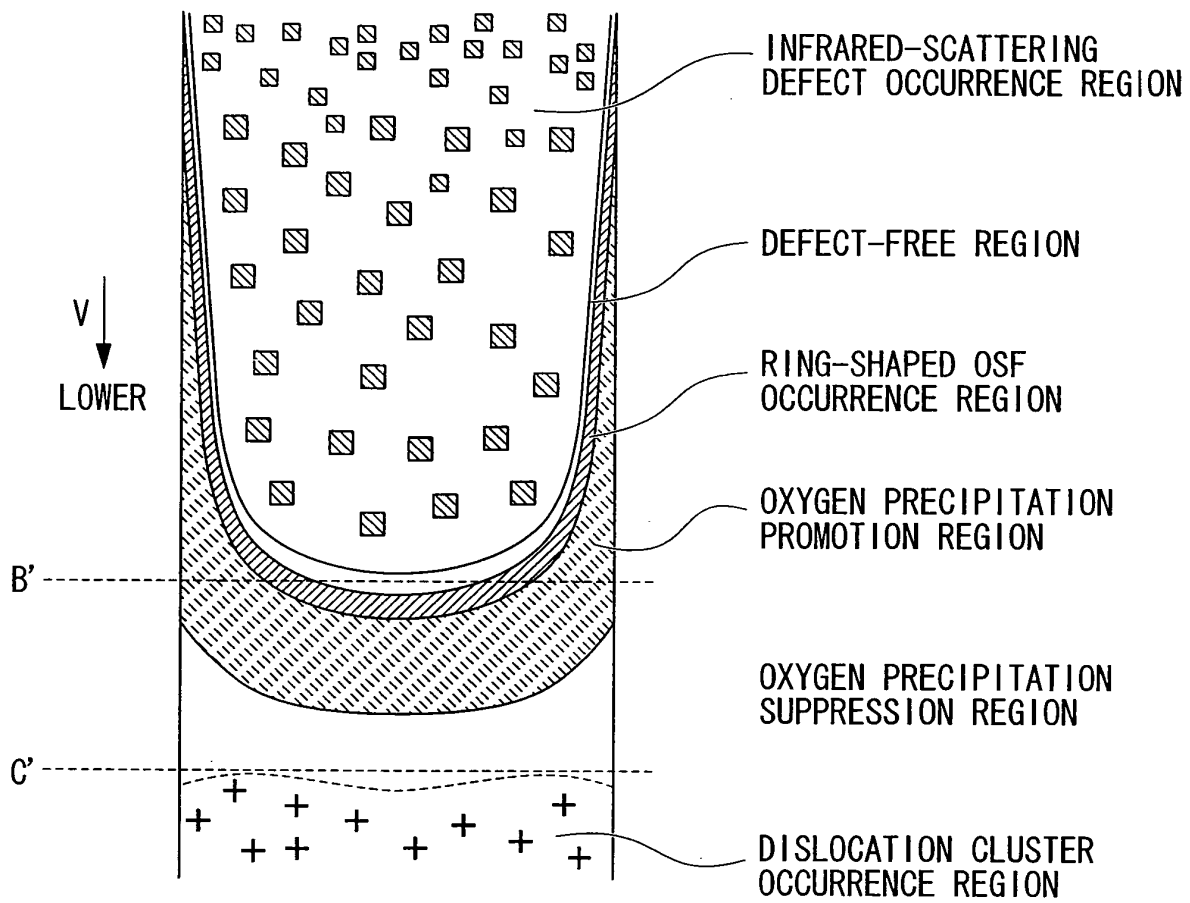 INFRARED-SCATTERING
DEFECT OCCURRENCE REGION
DEFECT-FREE REGION
V
LOWER
RING-SHAPED OSF
OCCURRENCE REGION
OXYGEN PRECIPITATION
PROMOTION REGION
B'
OXYGEN PRECIPITATION
SUPPRESSION REGION
C'
DISLOCATION CLUSTER
OCCURRENCE REGION